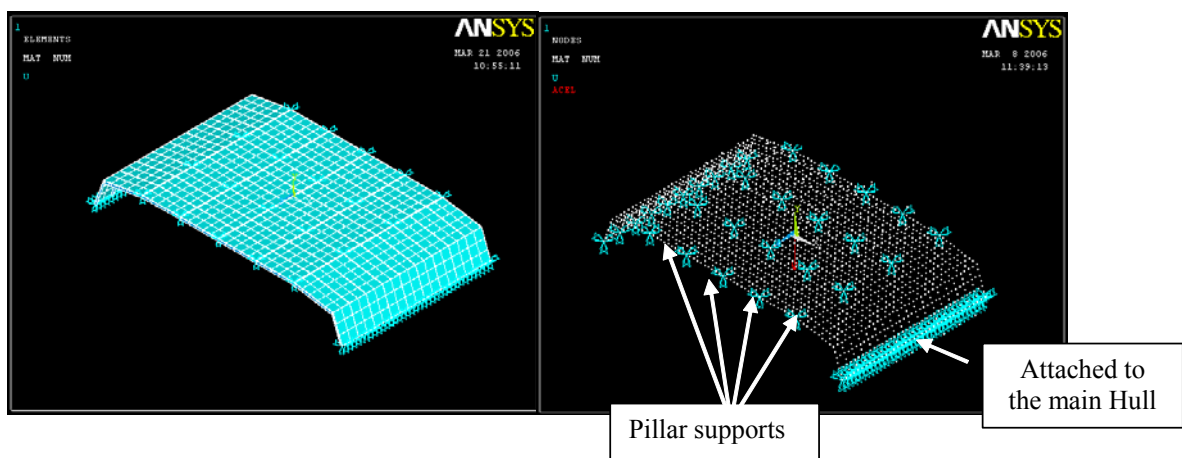 1
ELEMENTS
MAT NUM
U
ANSYS
MAR 21 2006
10:55:11
1
NODES
MAT NUM
U
ACEL
ANSYS
MAR 8 2006
11:39:13
Pillar supports
Attached to
the main Hull